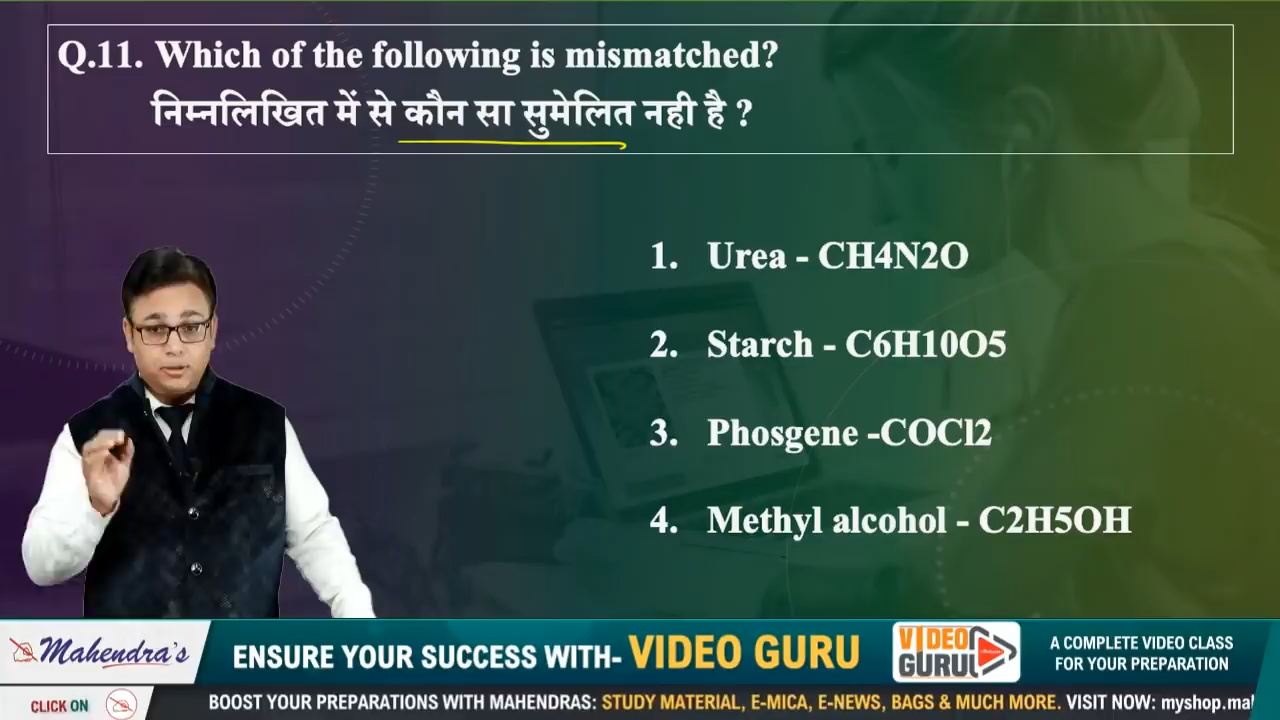 Q.11. Which of the following is mismatched?
निम्नलिखित में से कौन सा सुमेलित नही है ?
1. Urea - CH4N2O
2. Starch - C6H10O5
3. Phosgene -COCl2
4. Methyl alcohol - C2H5OH
Mahendra's
ENSURE YOUR SUCCESS WITH- VIDEO GURU
VIDEO
GURU
A COMPLETE VIDEO CLASS
FOR YOUR PREPARATION
CLICK ON
BOOST YOUR PREPARATIONS WITH MAHENDRAS: STUDY MATERIAL, E-MICA, E-NEWS, BAGS & MUCH MORE. VISIT NOW: myshop.mal